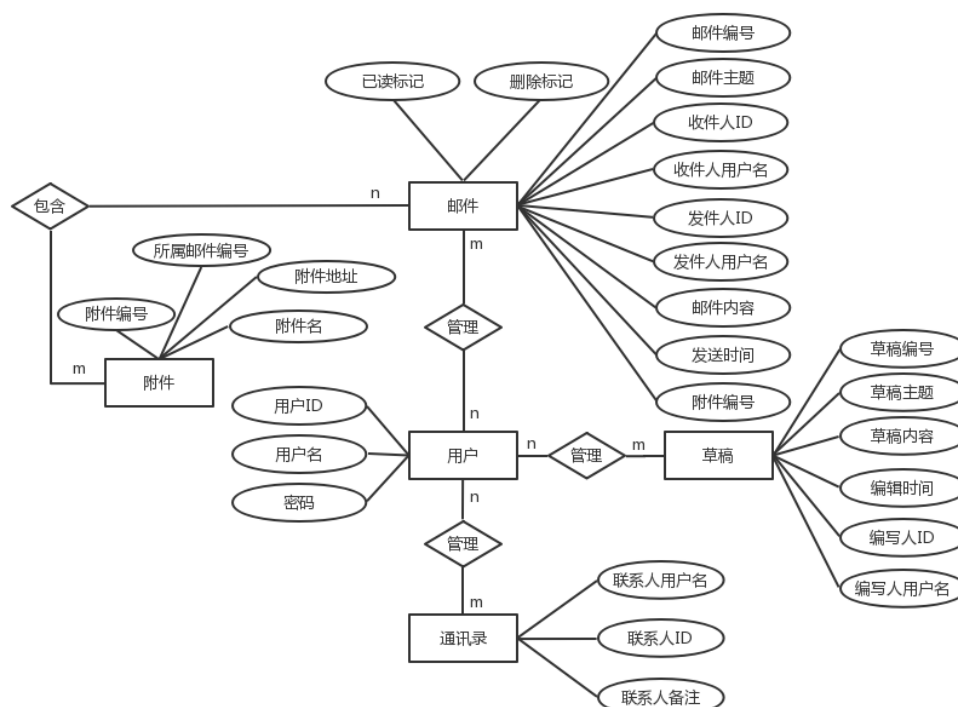 邮件编号
已读标记
删除标记
邮件主题
收件人ID
收件人用户名
包含
n
邮件
发件人ID
m
所属邮件编号
发件人用户名
附件地址
附件编号
附件名
管理
邮件内容
发送时间
草稿编号
m
附件
用户ID
n
附件编号
草稿主题
草稿内容
用户名
用户
n
管理
m
草稿
密码
n
编辑时间
管理
编写人ID
联系人用户名
编写人用户名
m
通讯录
联系人ID
联系人备注